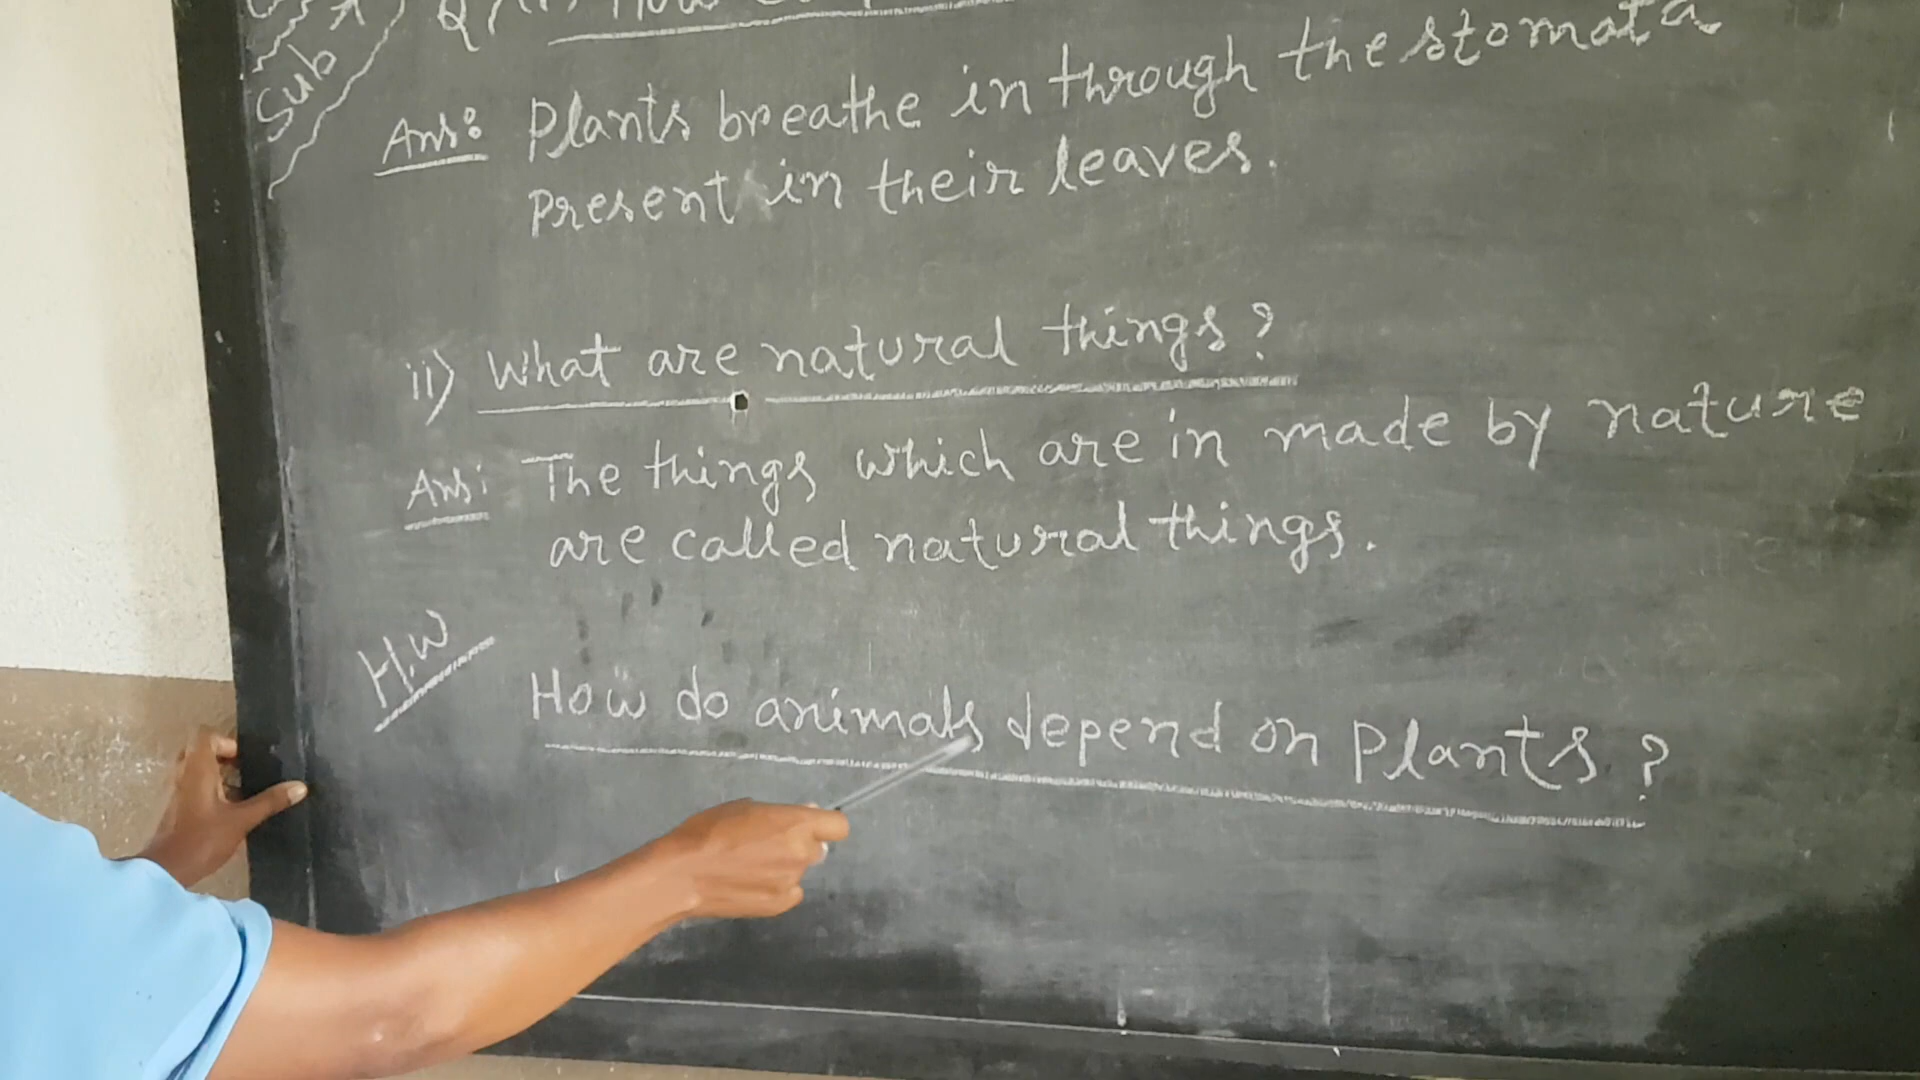 Sub
Ans: Plants breathe in through the stomata
Present in their leaves.
ii) What are natural things?
Ans: The things which are in made by nature
are called natural things.
H.W
How do animals depend on Plants?